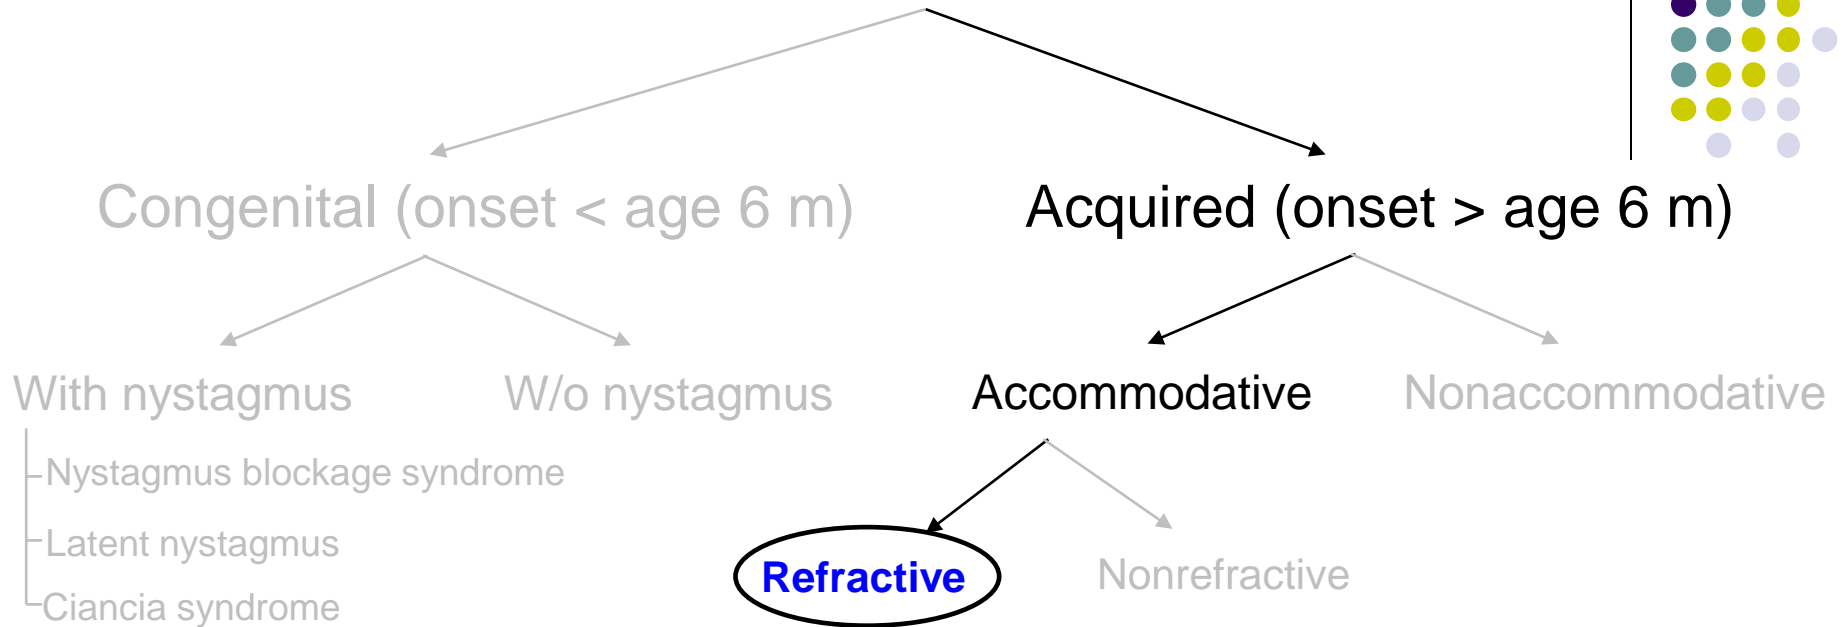 Congenital (onset < age 6 m)
Acquired (onset > age 6 m)
With nystagmus
W/o nystagmus
Accommodative
Nonaccommodative
Nystagmus blockage syndrome
Latent nystagmus
Ciancia syndrome
Refractive
Nonrefractive